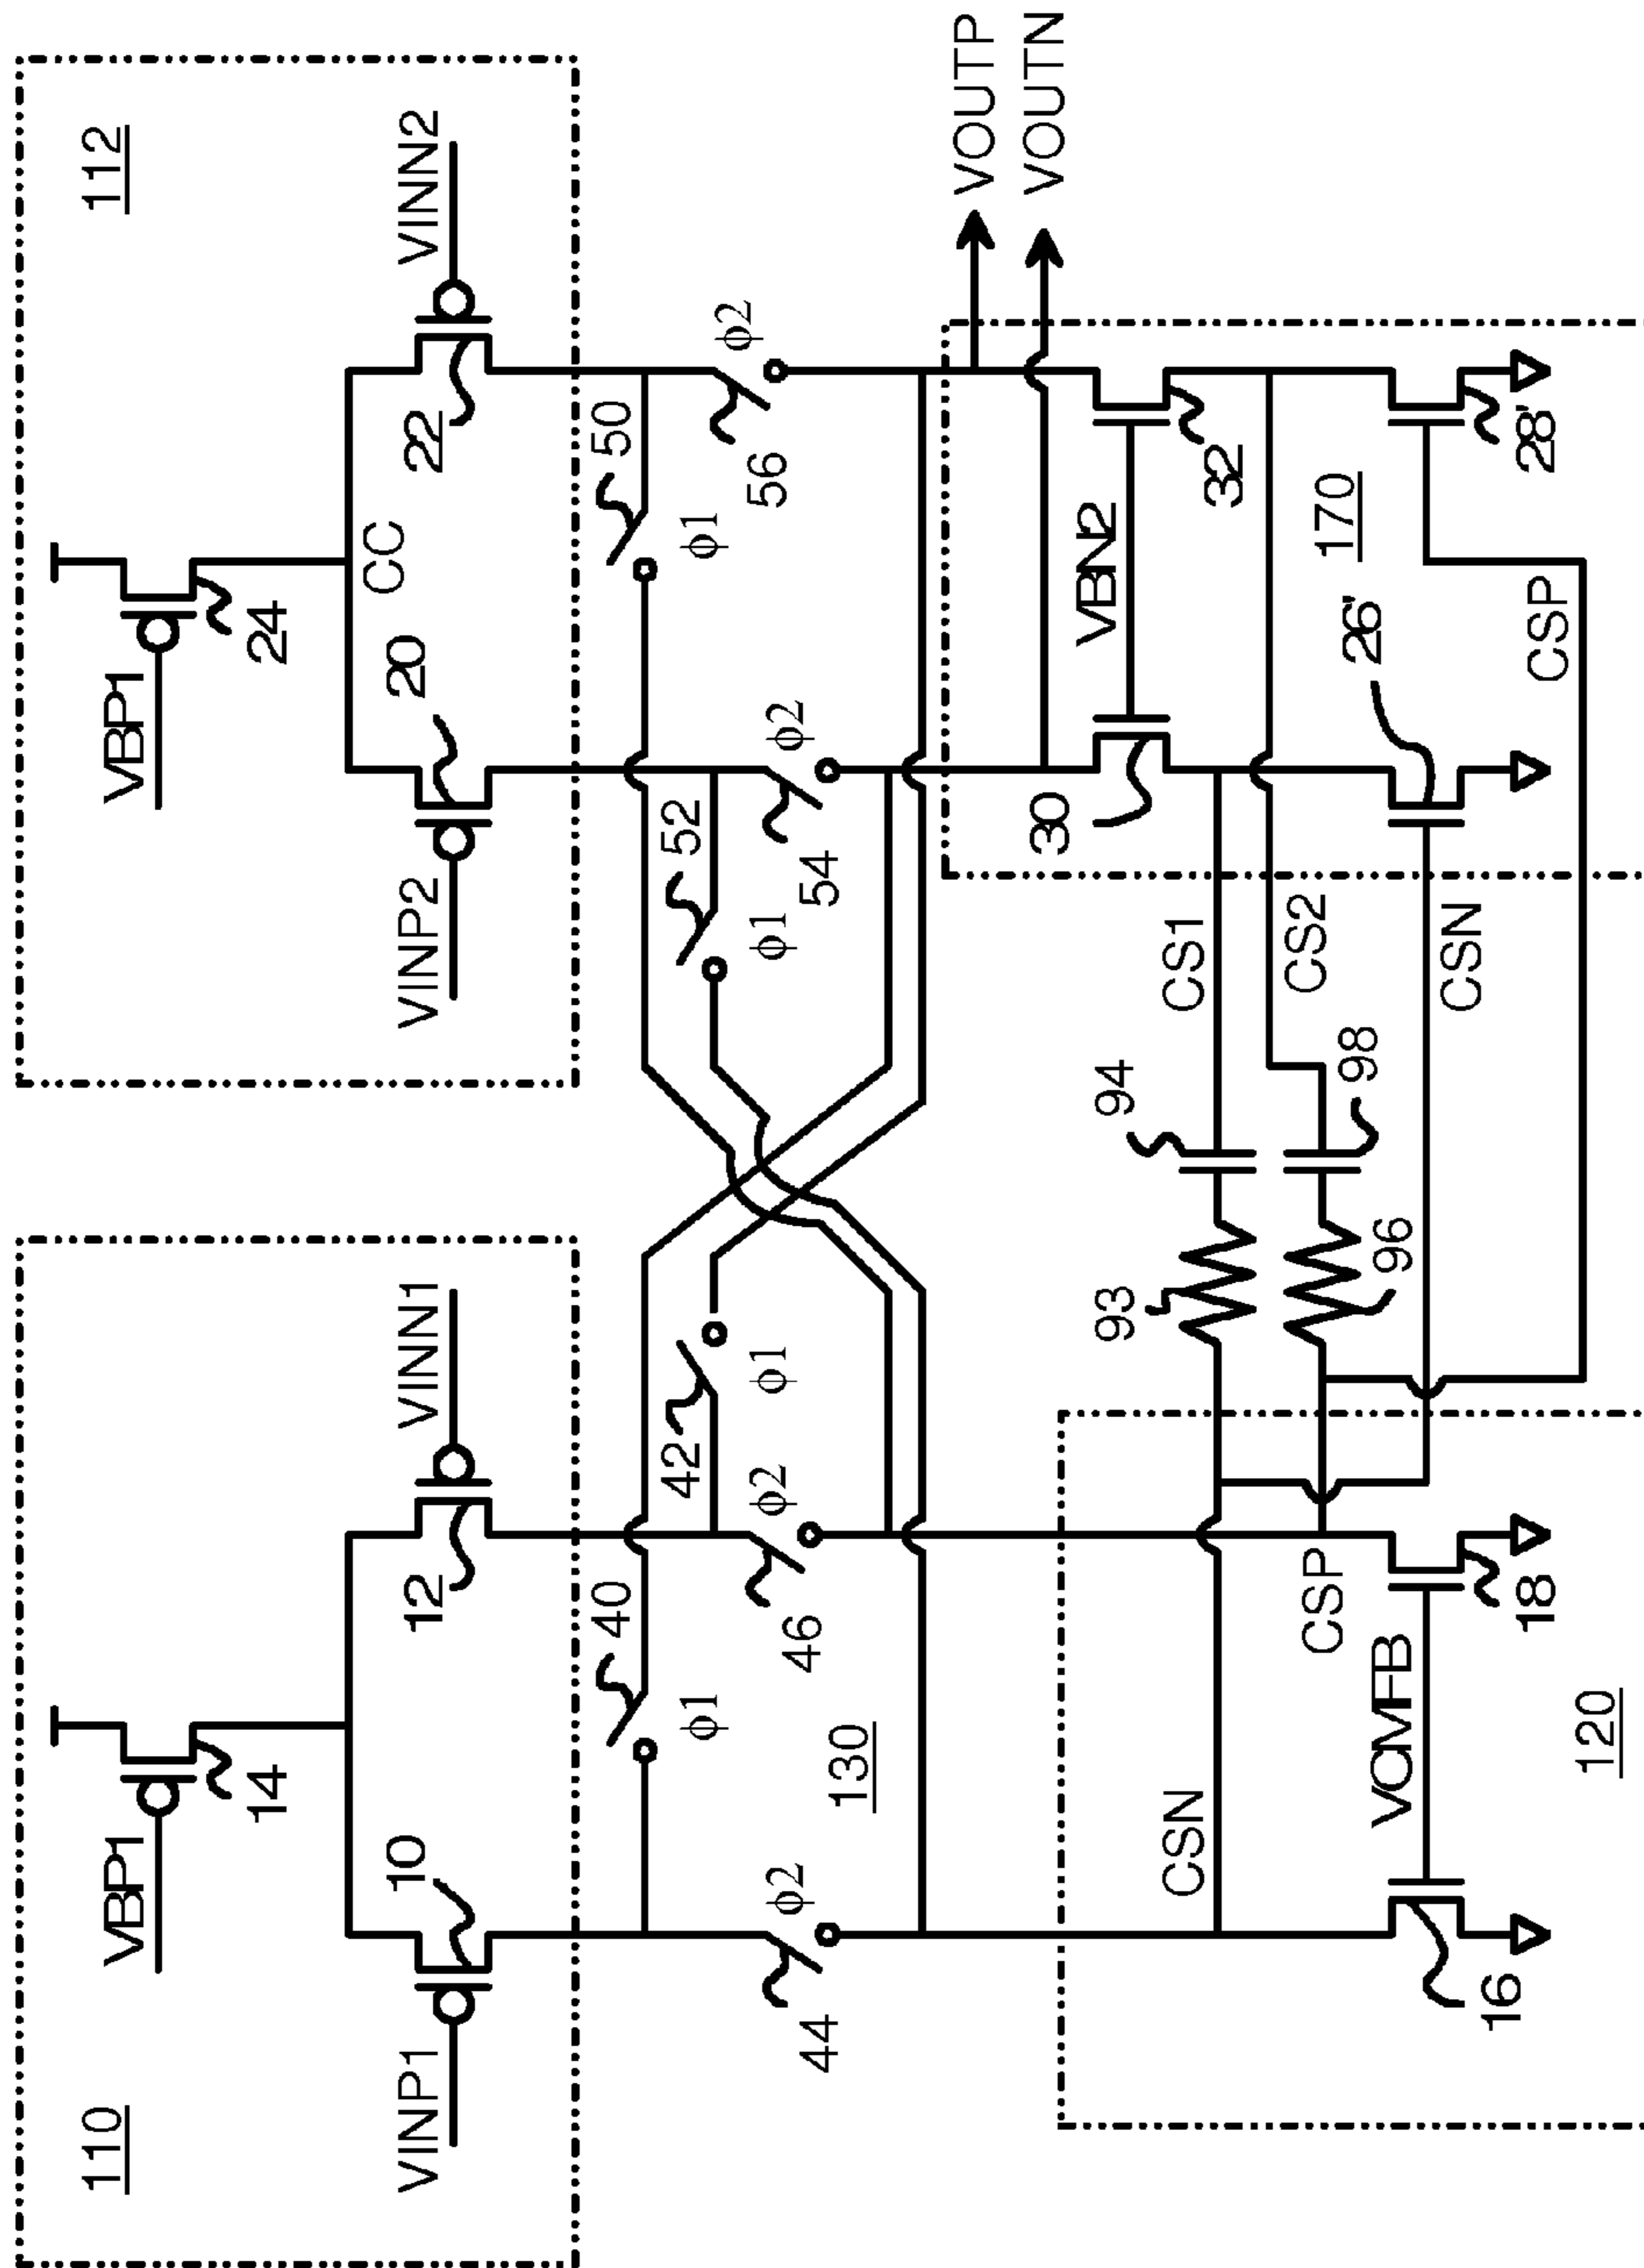 110
112
VBP1
14
VBP1
24
CC
VINP1
10
12
VINN1
VINP2
20
22
VINN2
40
ϕ1
42
ϕ1
52
ϕ1
50
ϕ1
44
ϕ2
46
ϕ2
54
ϕ2
56
ϕ2
130
VOUTP
VOUTN
CSN
93
94
CS1
30
VBN2
32
CSP
96
98
CS2
170
VCMFB
16
18
CSN
26'
28'
120
CSP